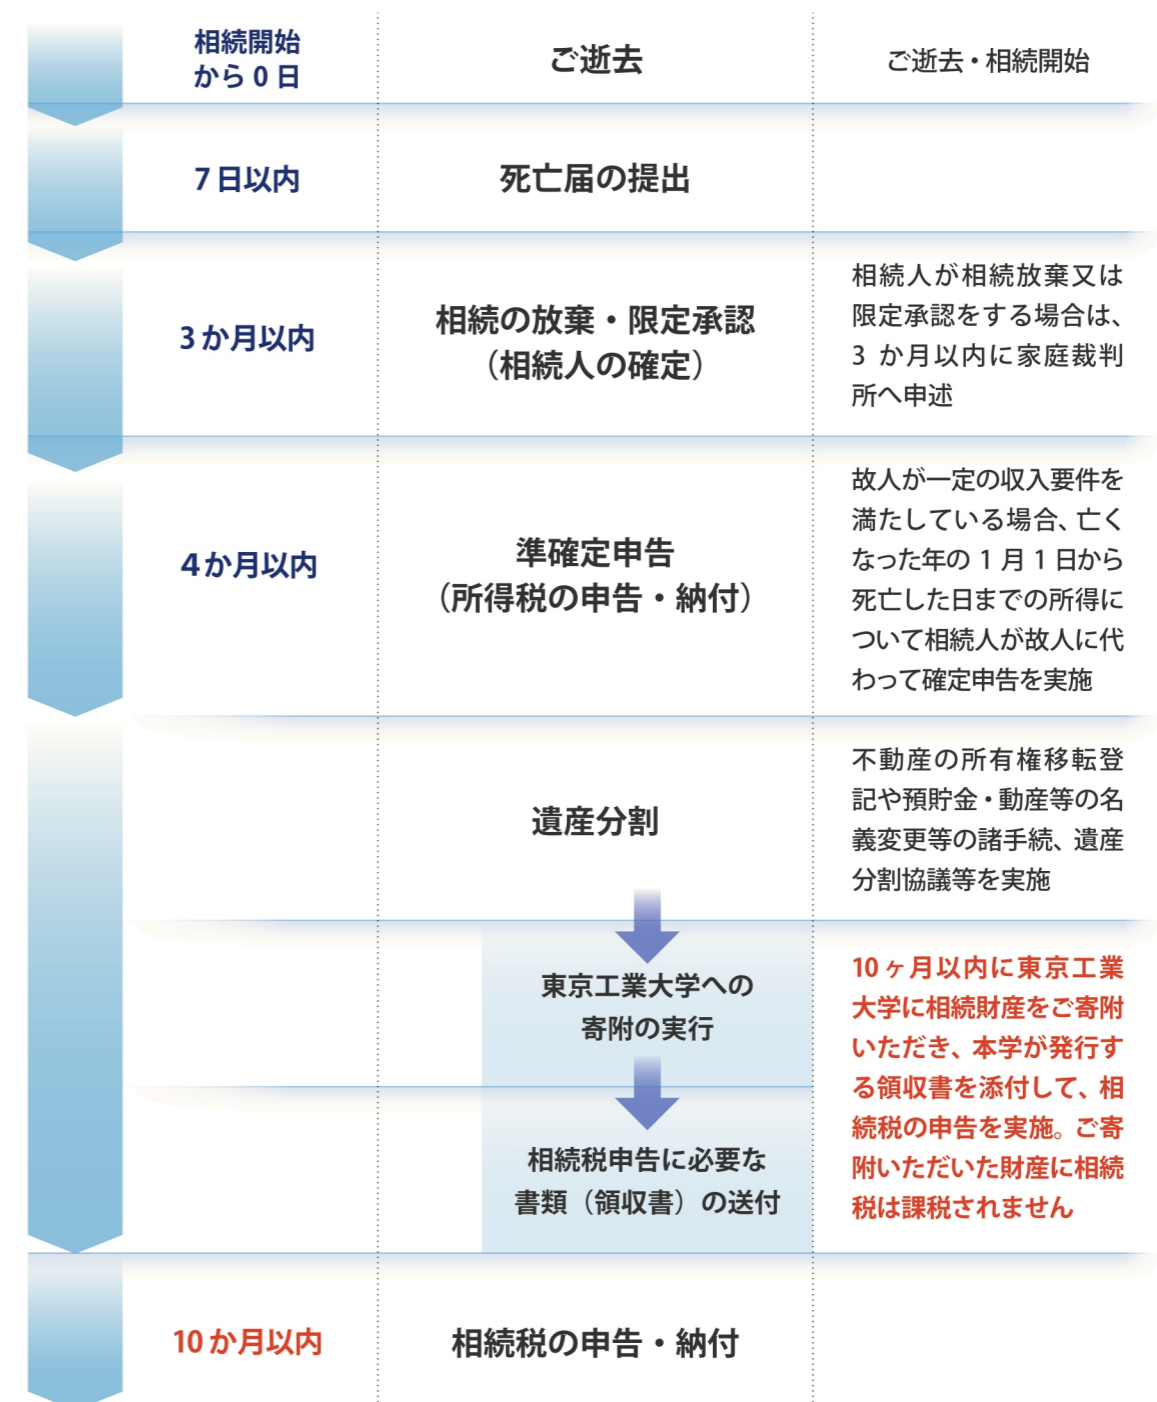 相続開始
から 0 日
ご逝去
ご逝去・相続開始
7 日以内
死亡届の提出
3 か月以内
相続の放棄・限定承認
（相続人の確定）
相続人が相続放棄又は
限定承認をする場合は、
3 か月以内に家庭裁判
所へ申述
4か月以内
準確定申告
（所得税の申告・納付）
故人が一定の収入要件を
満たしている場合、亡く
なった年の 1 月 1 日から
死亡した日までの所得に
ついて相続人が故人に代
わって確定申告を実施
遺産分割
不動産の所有権移転登
記や預貯金・動産等の名
義変更等の諸手続、遺産
分割協議等を実施
東京工業大学への
寄附の実行
相続税申告に必要な
書類（領収書）の送付
10 ヶ月以内に東京工業
大学に相続財産をご寄附
いただき、本学が発行す
る領収書を添付して、相
続税の申告を実施。ご寄
附いただいた財産に相続
税は課税されません
10 か月以内
相続税の申告・納付